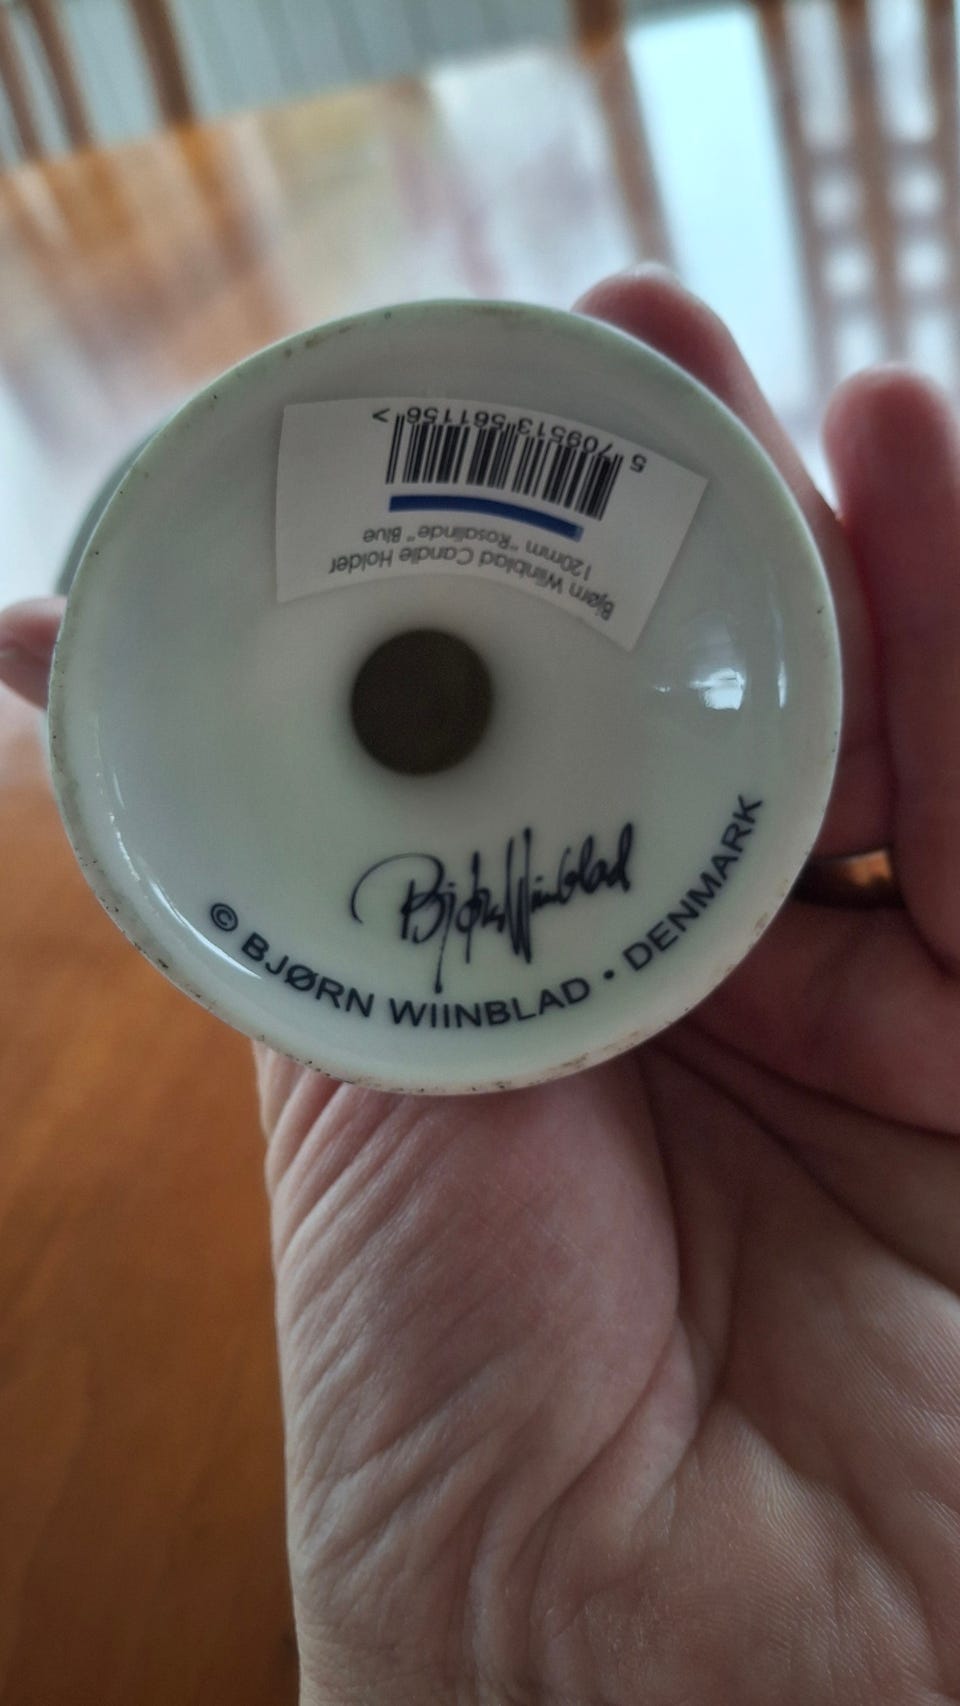 Bjørn Wiinblad Candle Holder
120mm "Rosalinde" Blue
5 709513 561156 >
Bjørn Wiinblad
© BJØRN WIINBLAD • DENMARK